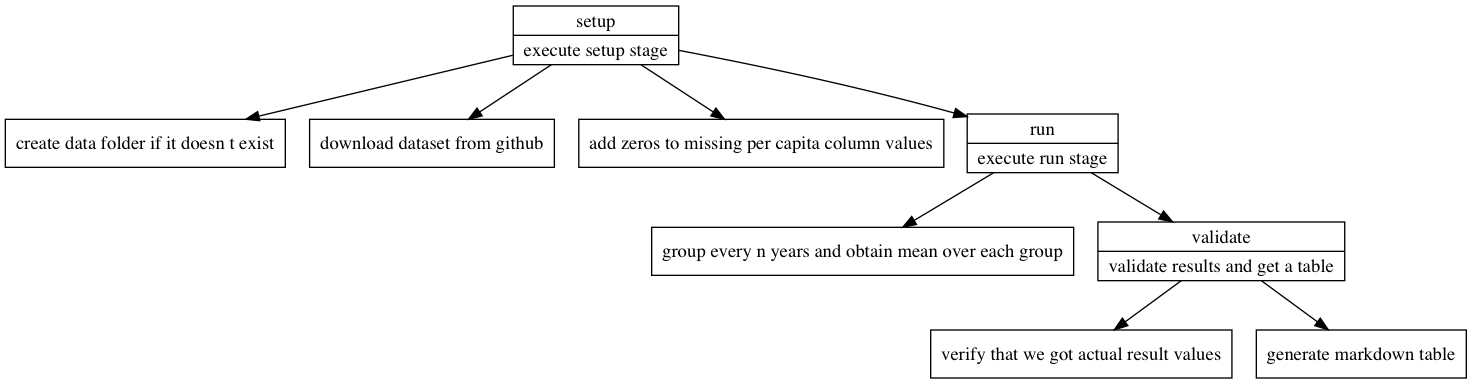 setup
execute setup stage
create data folder if it doesn t exist
download dataset from github
add zeros to missing per capita column values
run
execute run stage
group every n years and obtain mean over each group
validate
validate results and get a table
verify that we got actual result values
generate markdown table